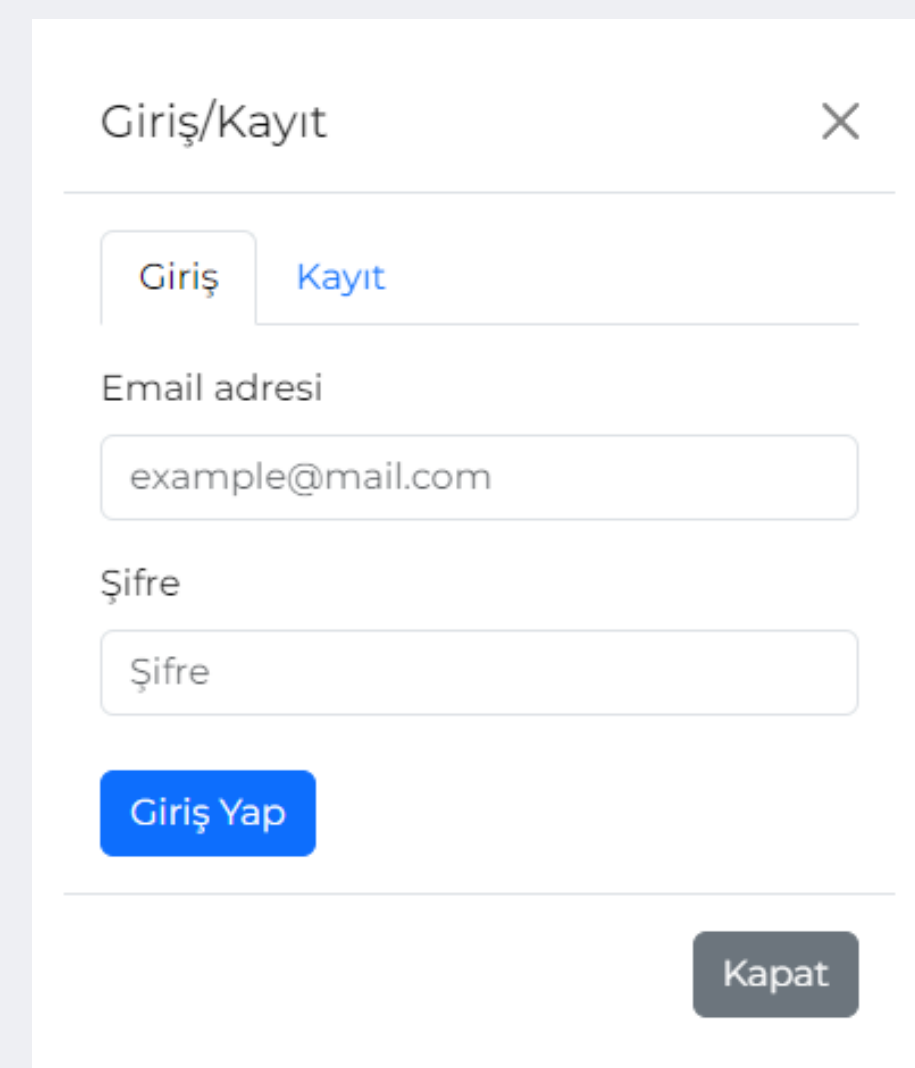 Giriş/Kayıt
Giriş Kayıt
Email adresi
example@mail.com
Şifre
Şifre
Giriş Yap
Kapat